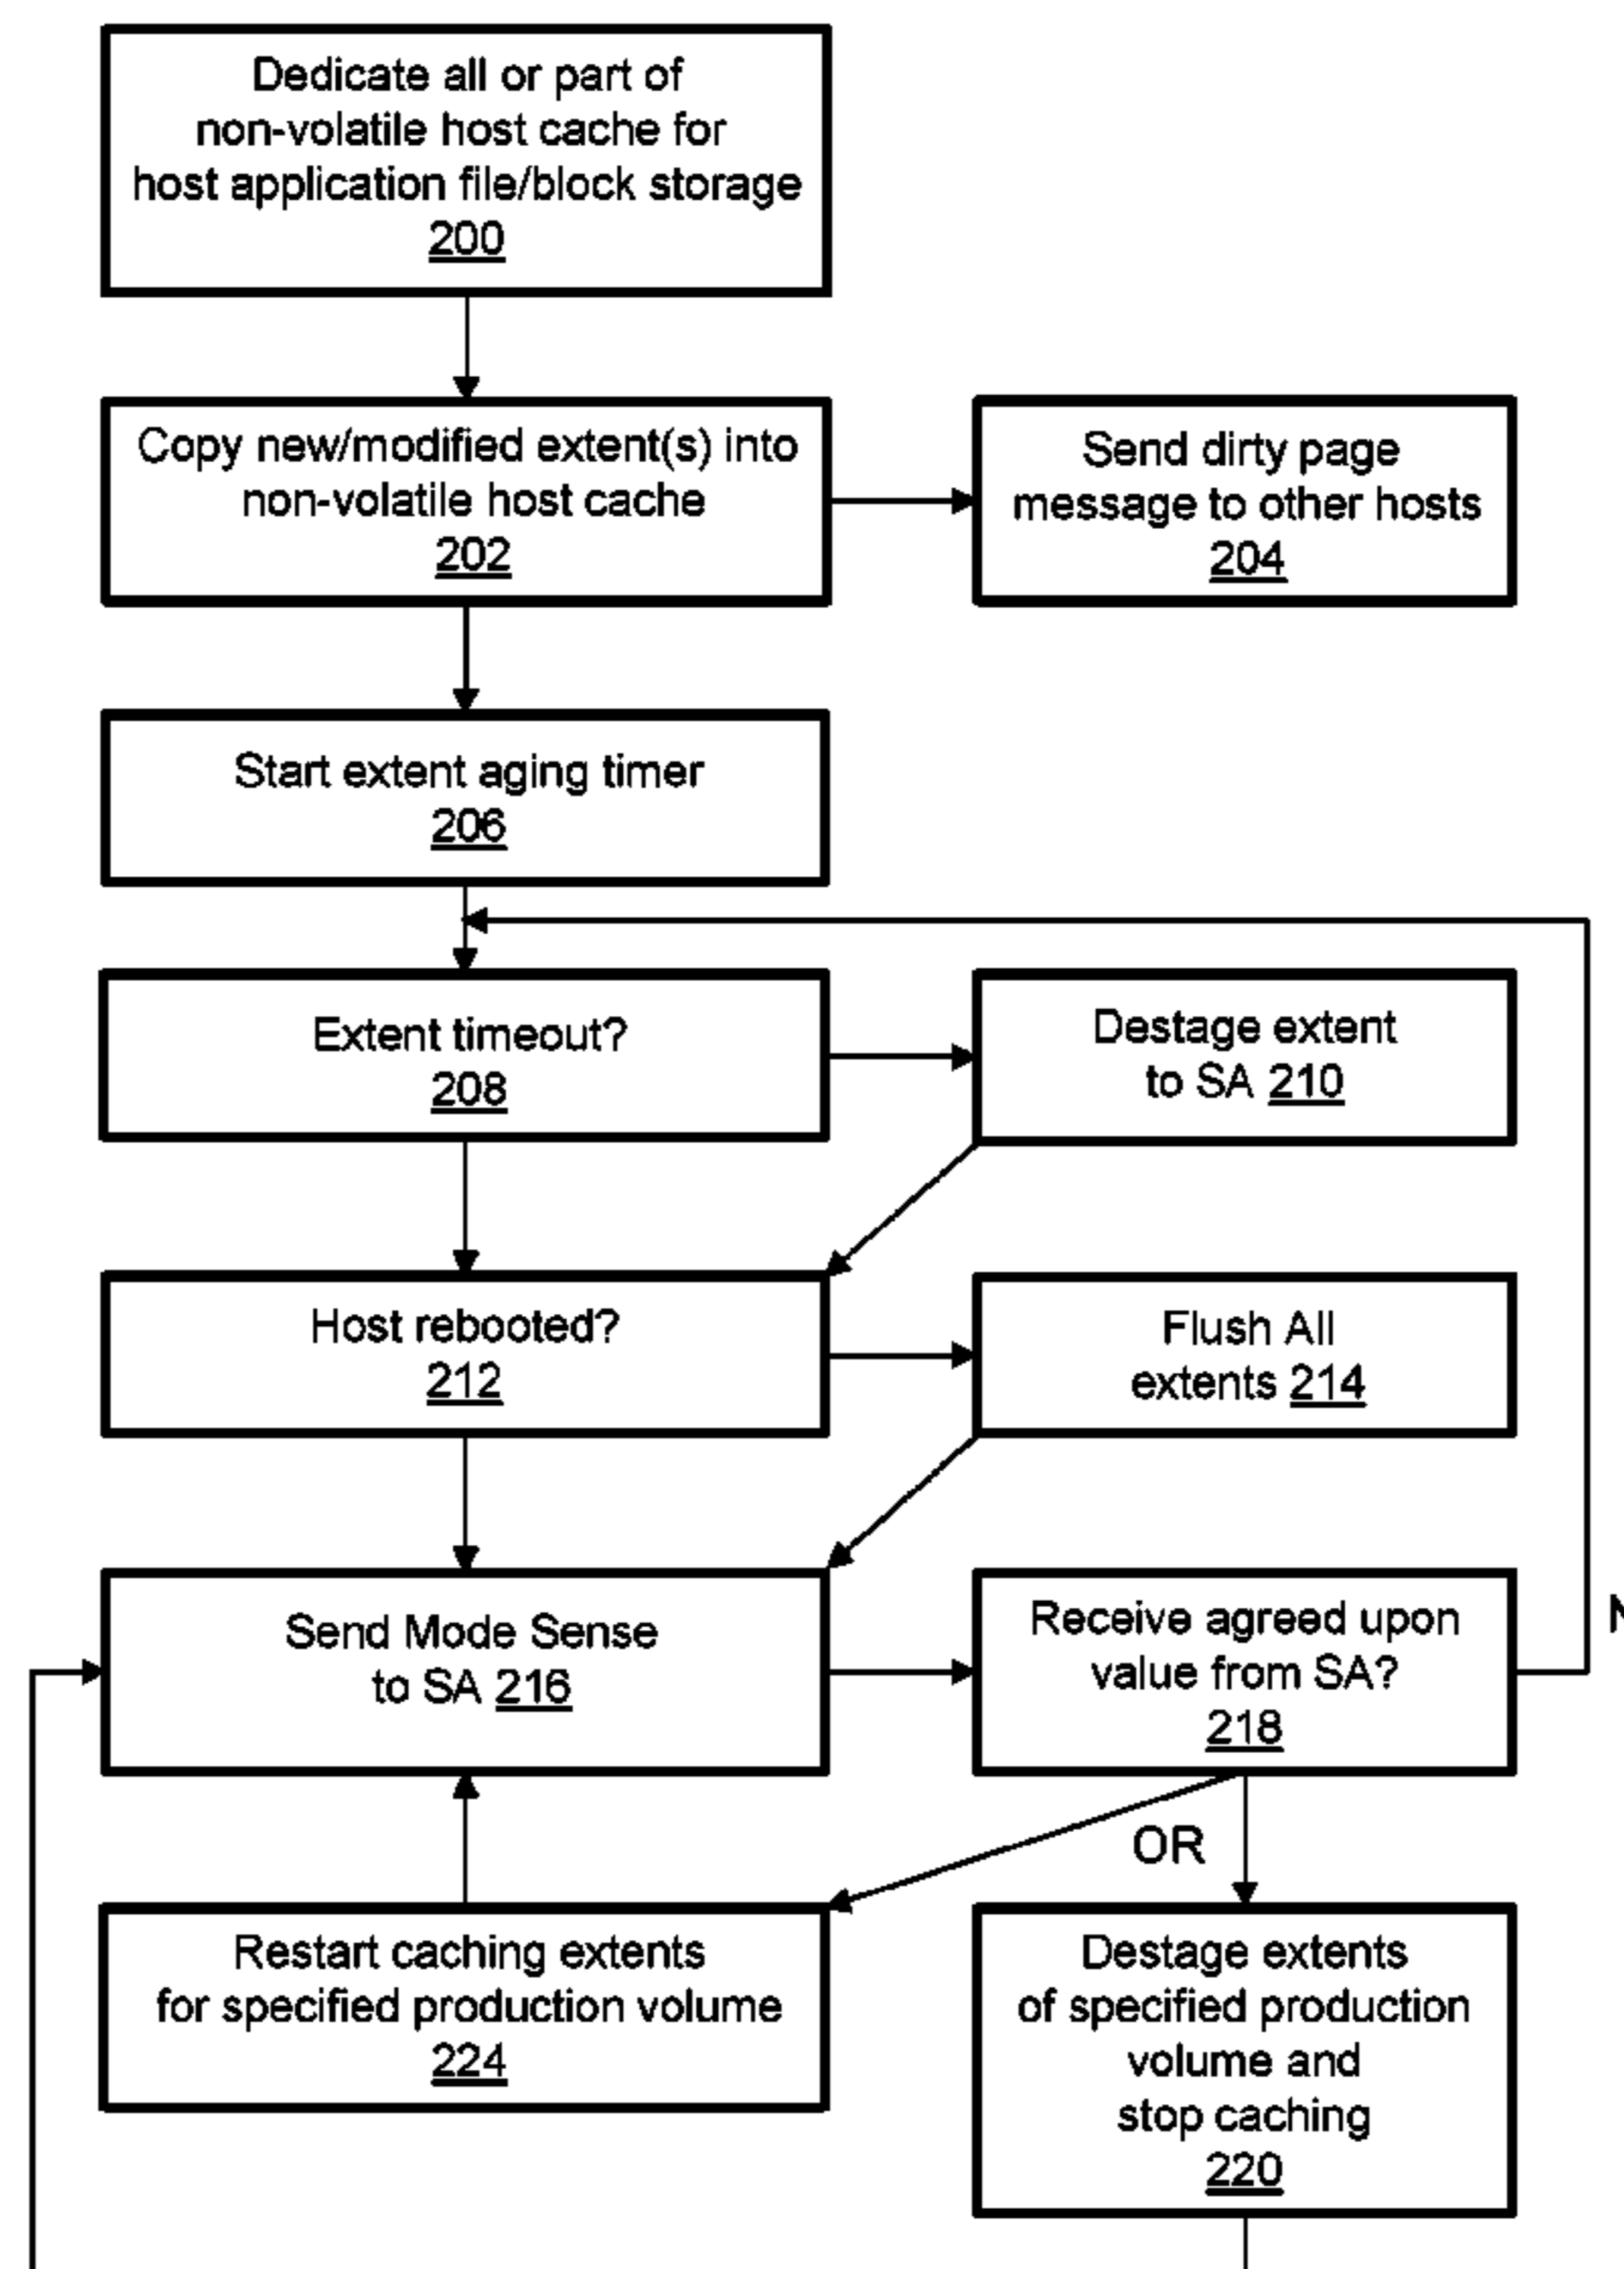 Dedicate all or part of
non-volatile host cache for
host application file/block storage
200
Copy new/modified extent(s) into
non-volatile host cache
202
Send dirty page
message to other hosts
204
Start extent aging timer
206
Extent timeout?
208
Destage extent
to SA 210
Host rebooted?
212
Flush All
extents 214
Send Mode Sense
to SA 216
Receive agreed upon
value from SA?
218
OR
Restart caching extents
for specified production volume
224
Destage extents
of specified production
volume and
stop caching
220